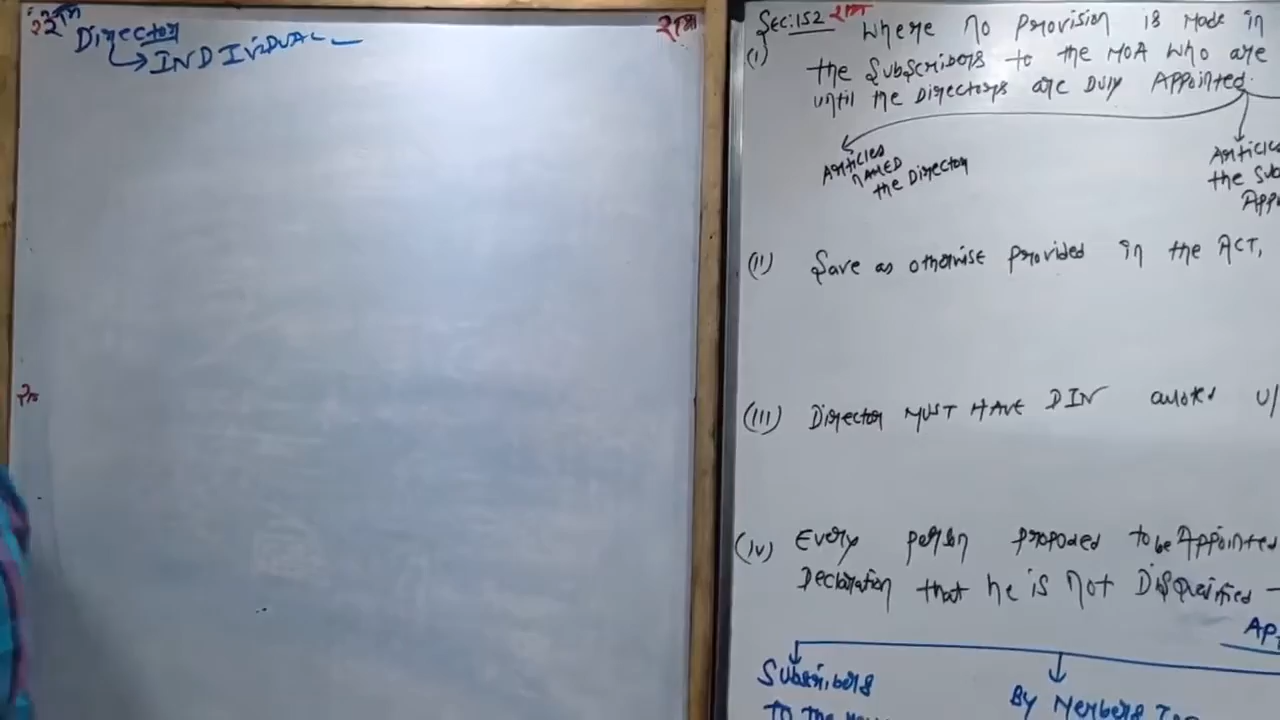 राम
Director
INDIVIDUAL
राम
Sec:152 राम Where no provision is Made in
(i) the Subscribers to the MOA who are
until the Directors are Duly Appointed.
Articles NAMED the Director
Articles
the
(ii) Save as otherwise provided in the ACT,
(iii) Director MUST HAVE DIN U/
(iv) Every person proposed to be Appointed
Declaration that he is not Disqualified -
Subscribers
To the
By Members